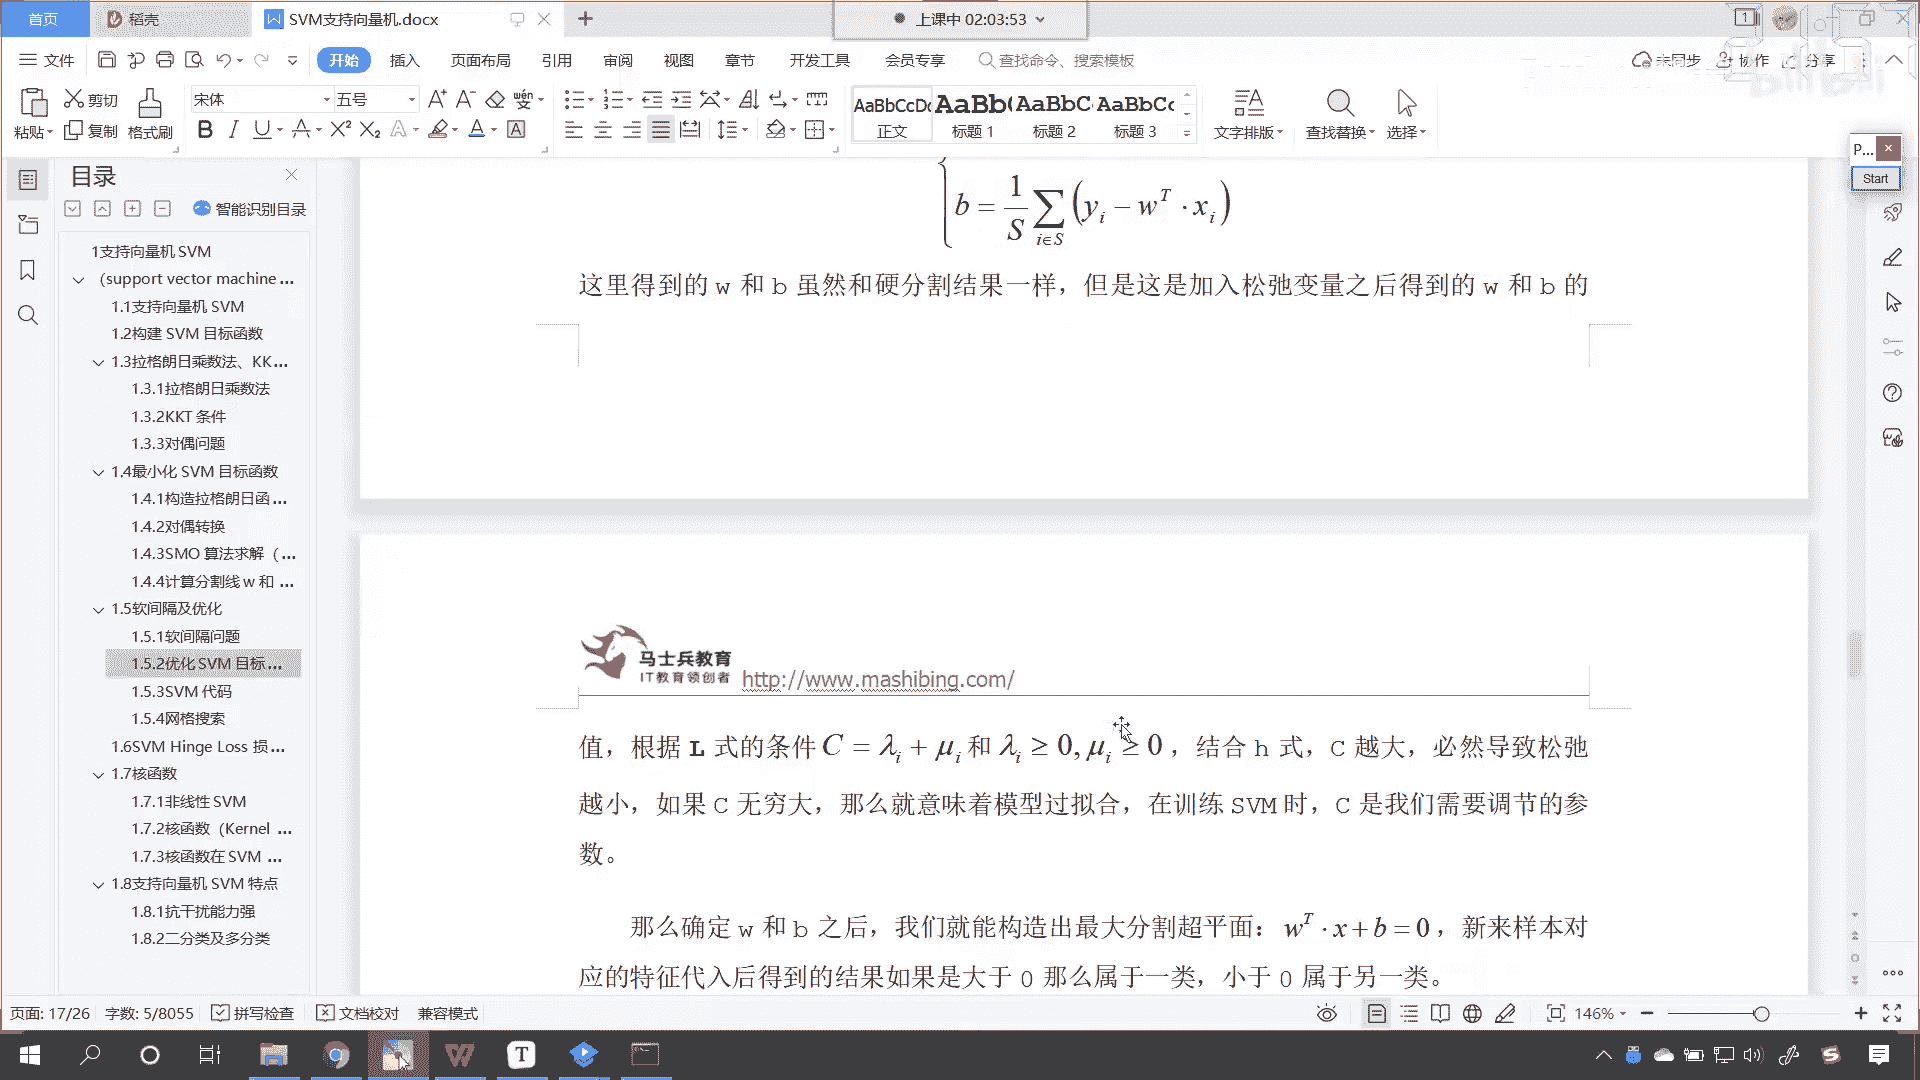 首页
稻壳
SVM支持向量机.docx
上课中 02:03:53
文件
开始
插入
页面布局
引用
审阅
视图
章节
开发工具
会员专享
查找命令、搜索模板
未同步
协作
分享
粘贴
剪切
复制
格式刷
宋体
五号
AaBbCcDd
正文
AaBb(
标题 1
AaBbC
标题 2
AaBbCc
标题 3
文字排版
查找替换
选择
P...
Start
目录
智能识别目录
1支持向量机 SVM
(support vector machine ...
1.1支持向量机 SVM
1.2构建 SVM 目标函数
1.3拉格朗日乘数法、KK...
1.3.1拉格朗日乘数法
1.3.2KKT 条件
1.3.3对偶问题
1.4最小化 SVM 目标函数
1.4.1构造拉格朗日函 ...
1.4.2对偶转换
1.4.3SMO 算法求解（ ...
1.4.4计算分割线 w 和 ...
1.5软间隔及优化
1.5.1软间隔问题
1.5.2优化 SVM 目标 ...
1.5.3SVM 代码
1.5.4网格搜索
1.6SVM Hinge Loss 损...
1.7核函数
1.7.1非线性 SVM
1.7.2核函数（Kernel ...
1.7.3核函数在 SVM ...
1.8支持向量机 SVM 特点
1.8.1抗干扰能力强
1.8.2二分类及多分类
b = 1/S ∑_{i∈S} (y_i − w^T · x_i)
这里得到的 w 和 b 虽然和硬分割结果一样，但是这是加入松弛变量之后得到的 w 和 b 的
马士兵教育
IT教育领创者
http://www.mashibing.com/
值，根据 L 式的条件 C = λ_i + μ_i 和 λ_i ≥ 0, μ_i ≥ 0，结合 h 式，C 越大，必然导致松弛
越小，如果 C 无穷大，那么就意味着模型过拟合，在训练 SVM 时，C 是我们需要调节的参
数。
那么确定 w 和 b 之后，我们就能构造出最大分割超平面：w^T · x + b = 0，新来样本对
应的特征代入后得到的结果如果是大于 0 那么属于一类，小于 0 属于另一类。
页面: 17/26
字数: 5/8055
拼写检查
文档校对
兼容模式
146%